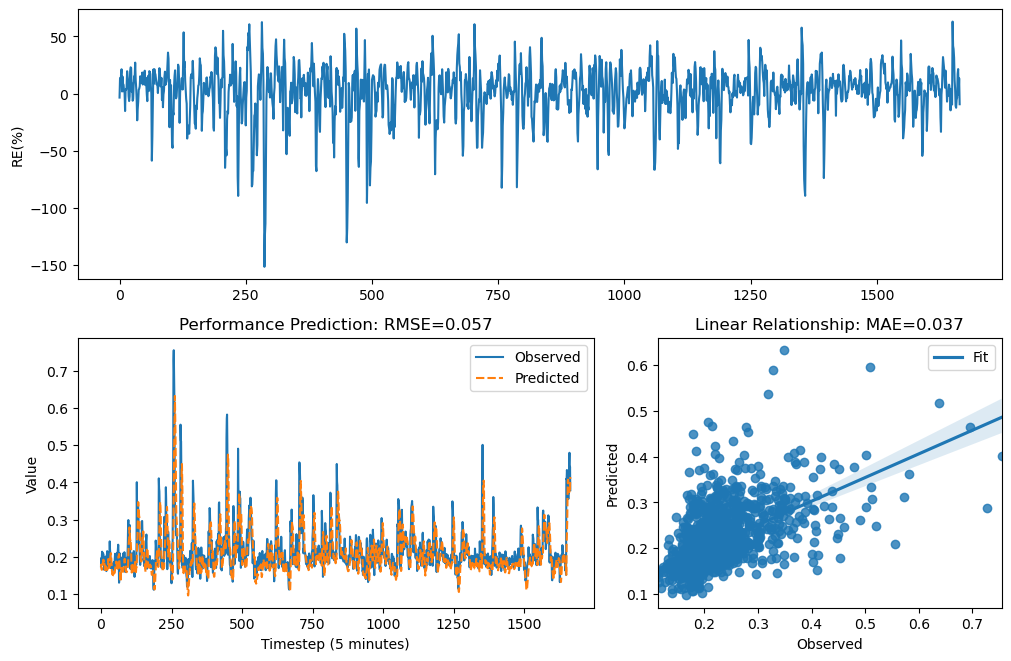 RE(%)
50
0
−50
−100
−150
0 250 500 750 1000 1250 1500
Performance Prediction: RMSE=0.057
Value
0.7
0.6
0.5
0.4
0.3
0.2
0.1
Observed
Predicted
0 250 500 750 1000 1250 1500
Timestep (5 minutes)
Linear Relationship: MAE=0.037
Predicted
0.6
0.5
0.4
0.3
0.2
0.1
Fit
0.2 0.3 0.4 0.5 0.6 0.7
Observed